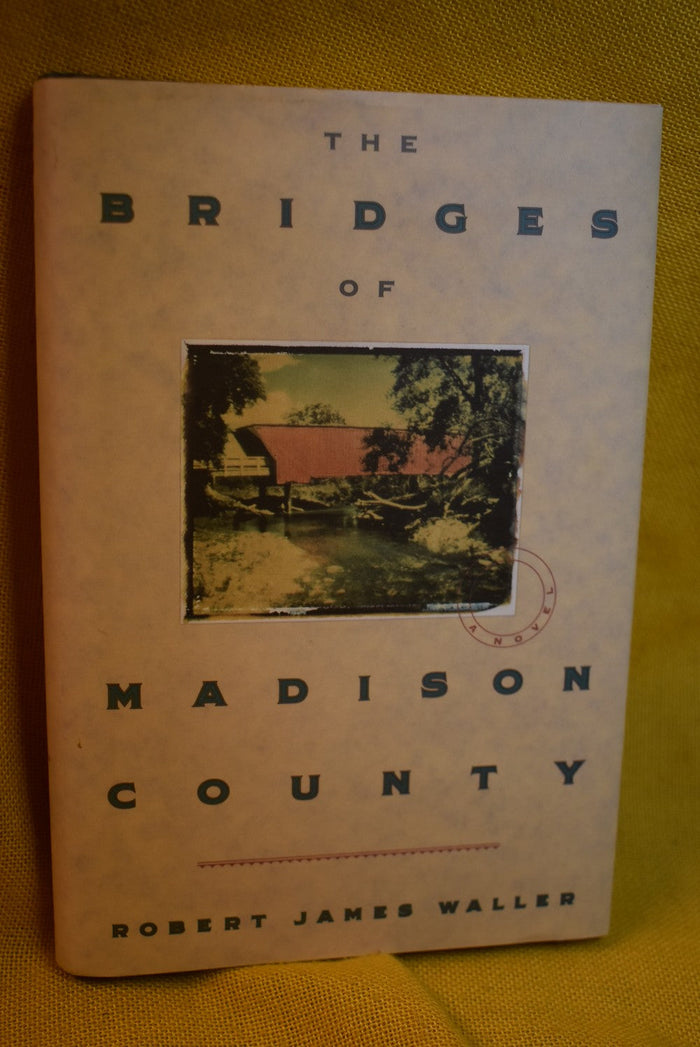 THE
BRIDGES
OF
A NOVEL
MADISON
COUNTY
ROBERT JAMES WALLER